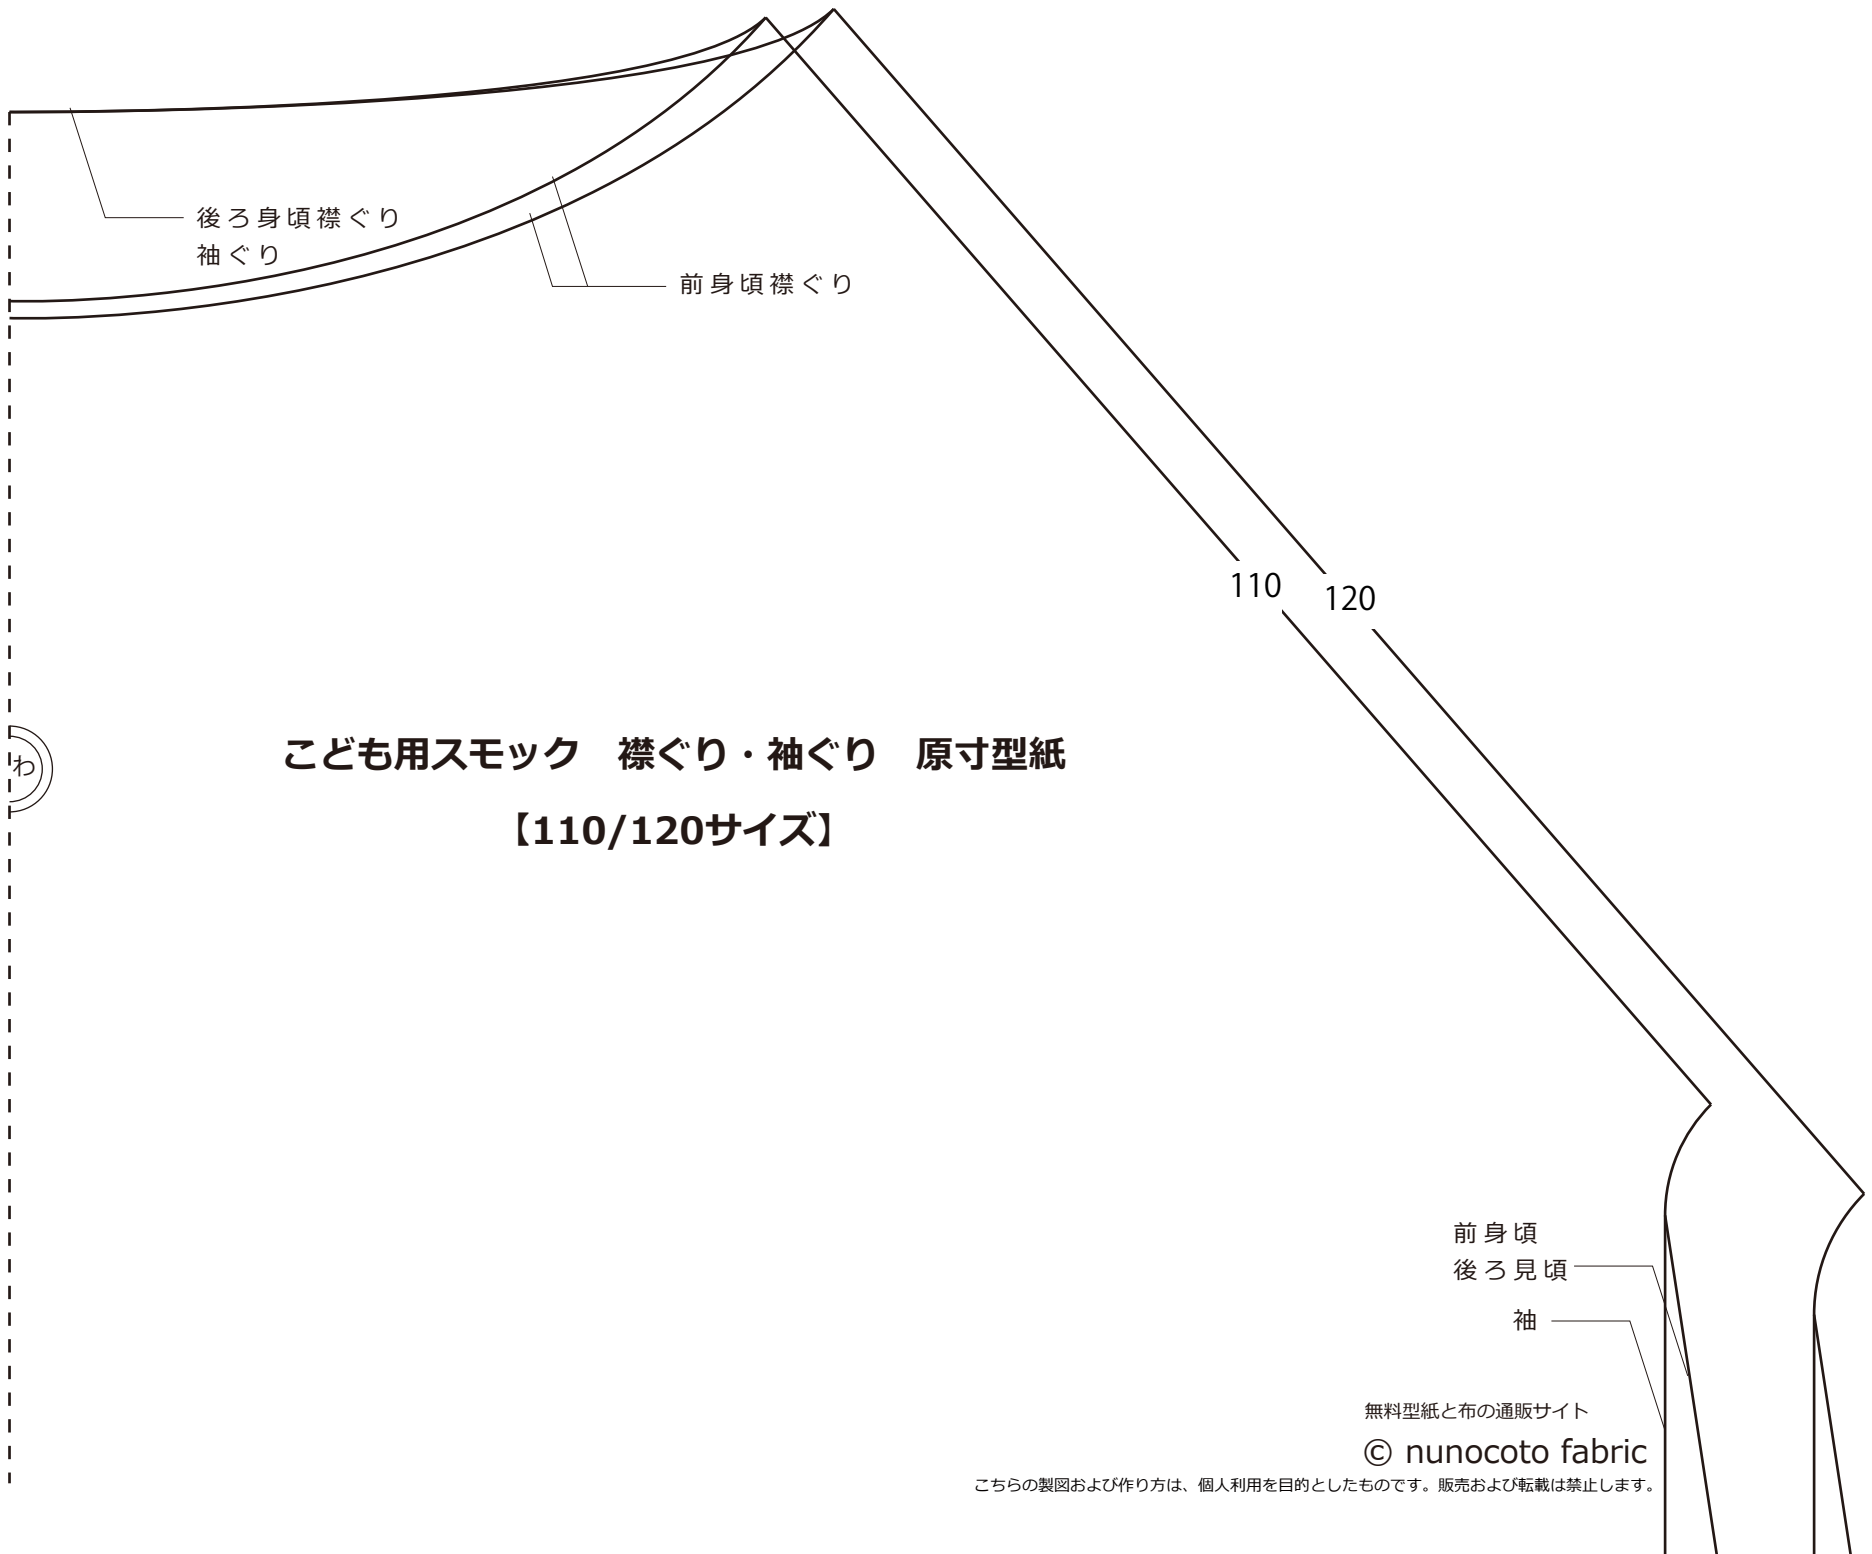 後ろ身頃襟ぐり
袖ぐり
前身頃襟ぐり
110
120
わ
こども用スモック　襟ぐり・袖ぐり　原寸型紙
【110/120サイズ】
前身頃
後ろ見頃
袖
無料型紙と布の通販サイト
© nunocoto fabric
こちらの製図および作り方は、個人利用を目的としたものです。販売および転載は禁止します。